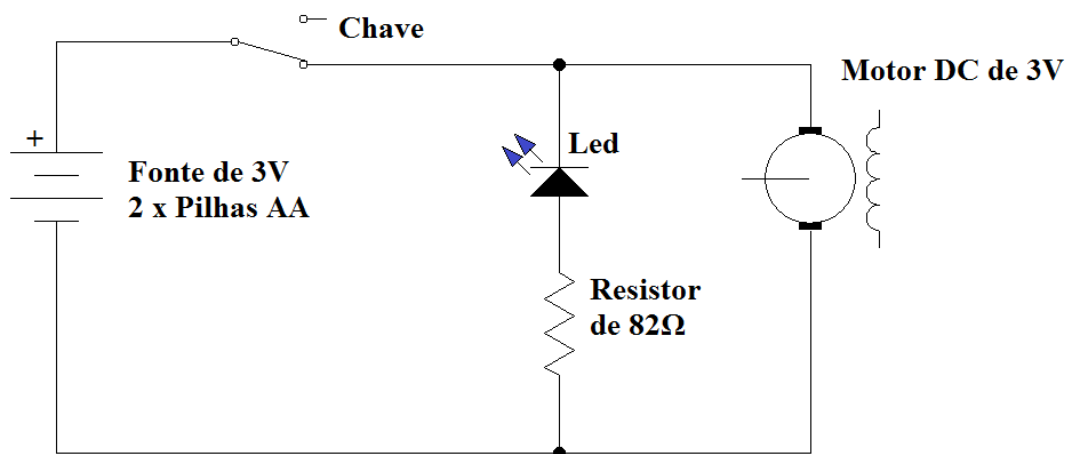 Chave
Motor DC de 3V
+
Led
Fonte de 3V
2 x Pilhas AA
Resistor
de 82Ω